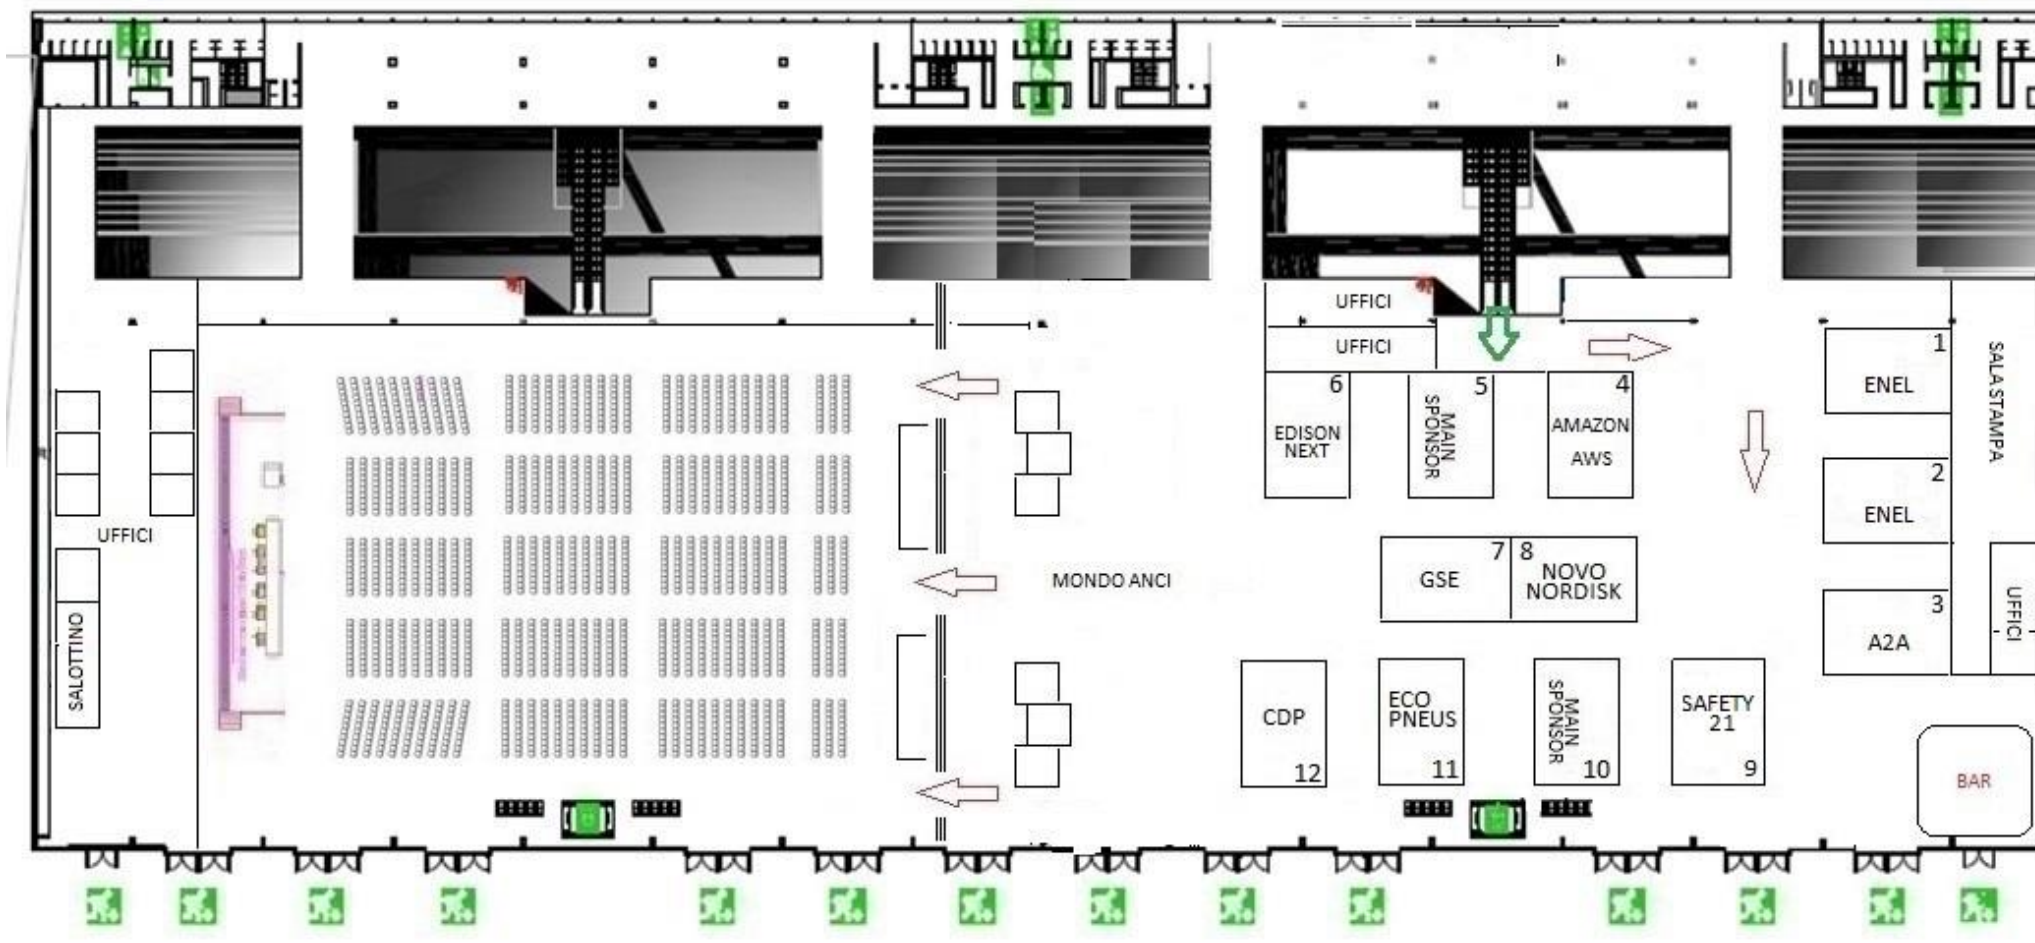 UFFICI
UFFICI
6
EDISON
NEXT
5
MAIN
SPONSOR
4
AMAZON
AWS
1
ENEL
SALA STAMPA
2
ENEL
UFFICI
SALOTTINO
MONDO ANCI
7
GSE
8
NOVO
NORDISK
3
A2A
UFFICI
CDP
12
ECO
PNEUS
11
MAIN
SPONSOR
10
SAFETY
21
9
BAR